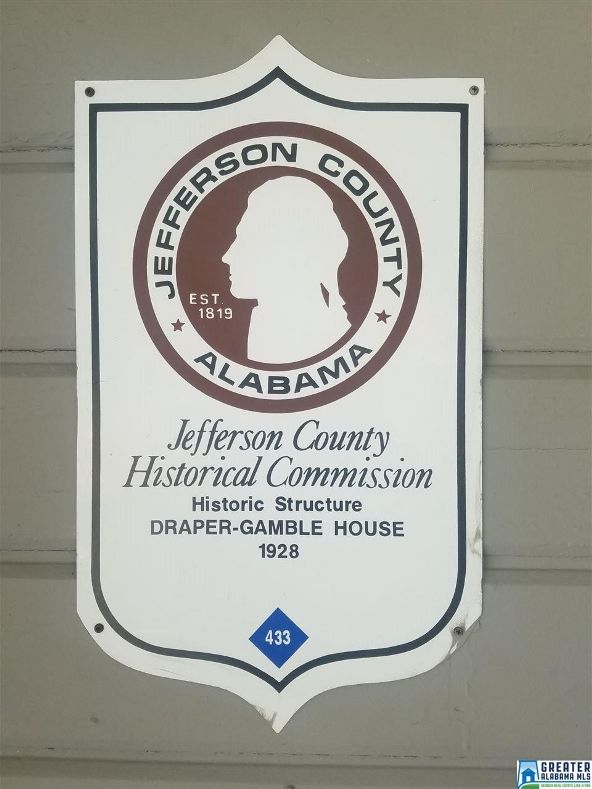 JEFFERSON COUNTY
EST.
1819
ALABAMA
Jefferson County
Historical Commission
Historic Structure
DRAPER-GAMBLE HOUSE
1928
433
GREATER
ALABAMA MLS